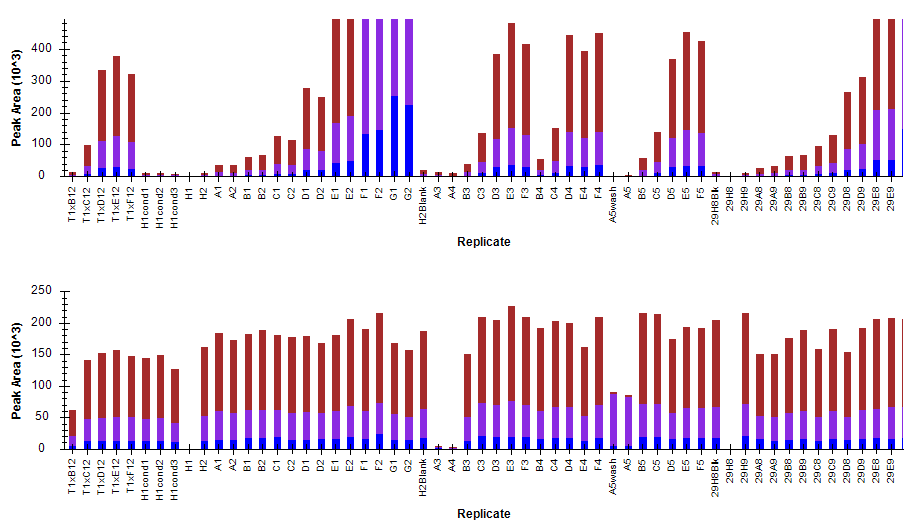 Peak Area (10^3)
400
300
200
100
0
T1xB12 T1xC12 T1xD12 T1xE12 T1xF12 H1cond1 H1cond2 H1cond3 H1 H2 A1 A2 B1 B2 C1 C2 D1 D2 E1 E2 F1 F2 G1 G2 H2Blank A3 A4 B3 C3 D3 E3 F3 B4 C4 D4 E4 F4 A5wash A5 B5 C5 D5 E5 F5 29H8Blk 29H8 29H9 29A8 29A9 29B8 29B9 29C8 29C9 29D8 29D9 29E8 29E9
Replicate
Peak Area (10^3)
250
200
150
100
50
0
T1xB12 T1xC12 T1xD12 T1xE12 T1xF12 H1cond1 H1cond2 H1cond3 H1 H2 A1 A2 B1 B2 C1 C2 D1 D2 E1 E2 F1 F2 G1 G2 H2Blank A3 A4 B3 C3 D3 E3 F3 B4 C4 D4 E4 F4 A5wash A5 B5 C5 D5 E5 F5 29H8Blk 29H8 29H9 29A8 29A9 29B8 29B9 29C8 29C9 29D8 29D9 29E8 29E9
Replicate